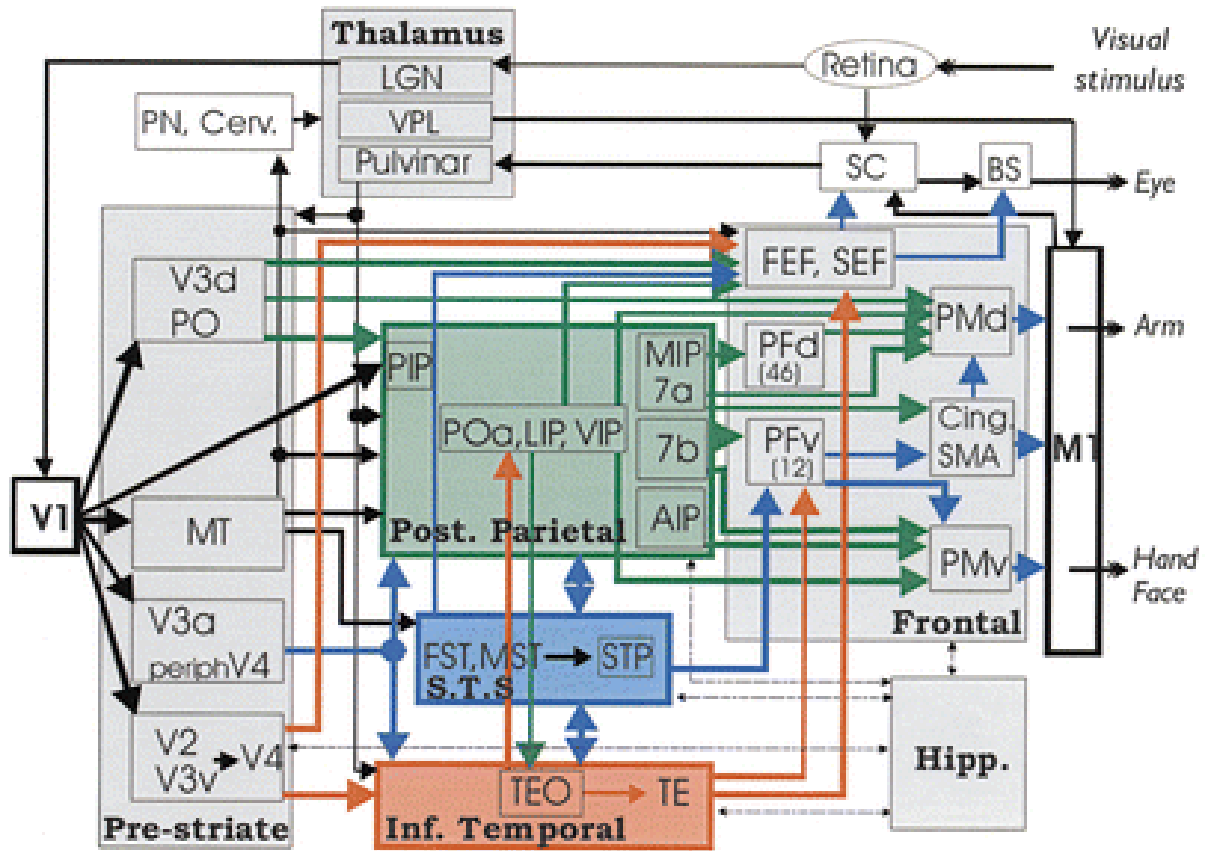 Thalamus
LGN
VPL
Pulvinar
Retina
Visual
stimulus
PN, Cerv.
SC
BS
Eye
V3d
PO
FEF, SEF
PIP
MIP
7a
PFd
(46)
PMd
Arm
POa, LIP, VIP
7b
PFv
(12)
Cing.
SMA
M1
V1
MT
AIP
Post. Parietal
PMv
Hand
Face
Frontal
V3a
periphV4
FST, MST
STP
S.T.S
V2
V4
V3v
Hipp.
TEO
TE
Pre-striate
Inf. Temporal